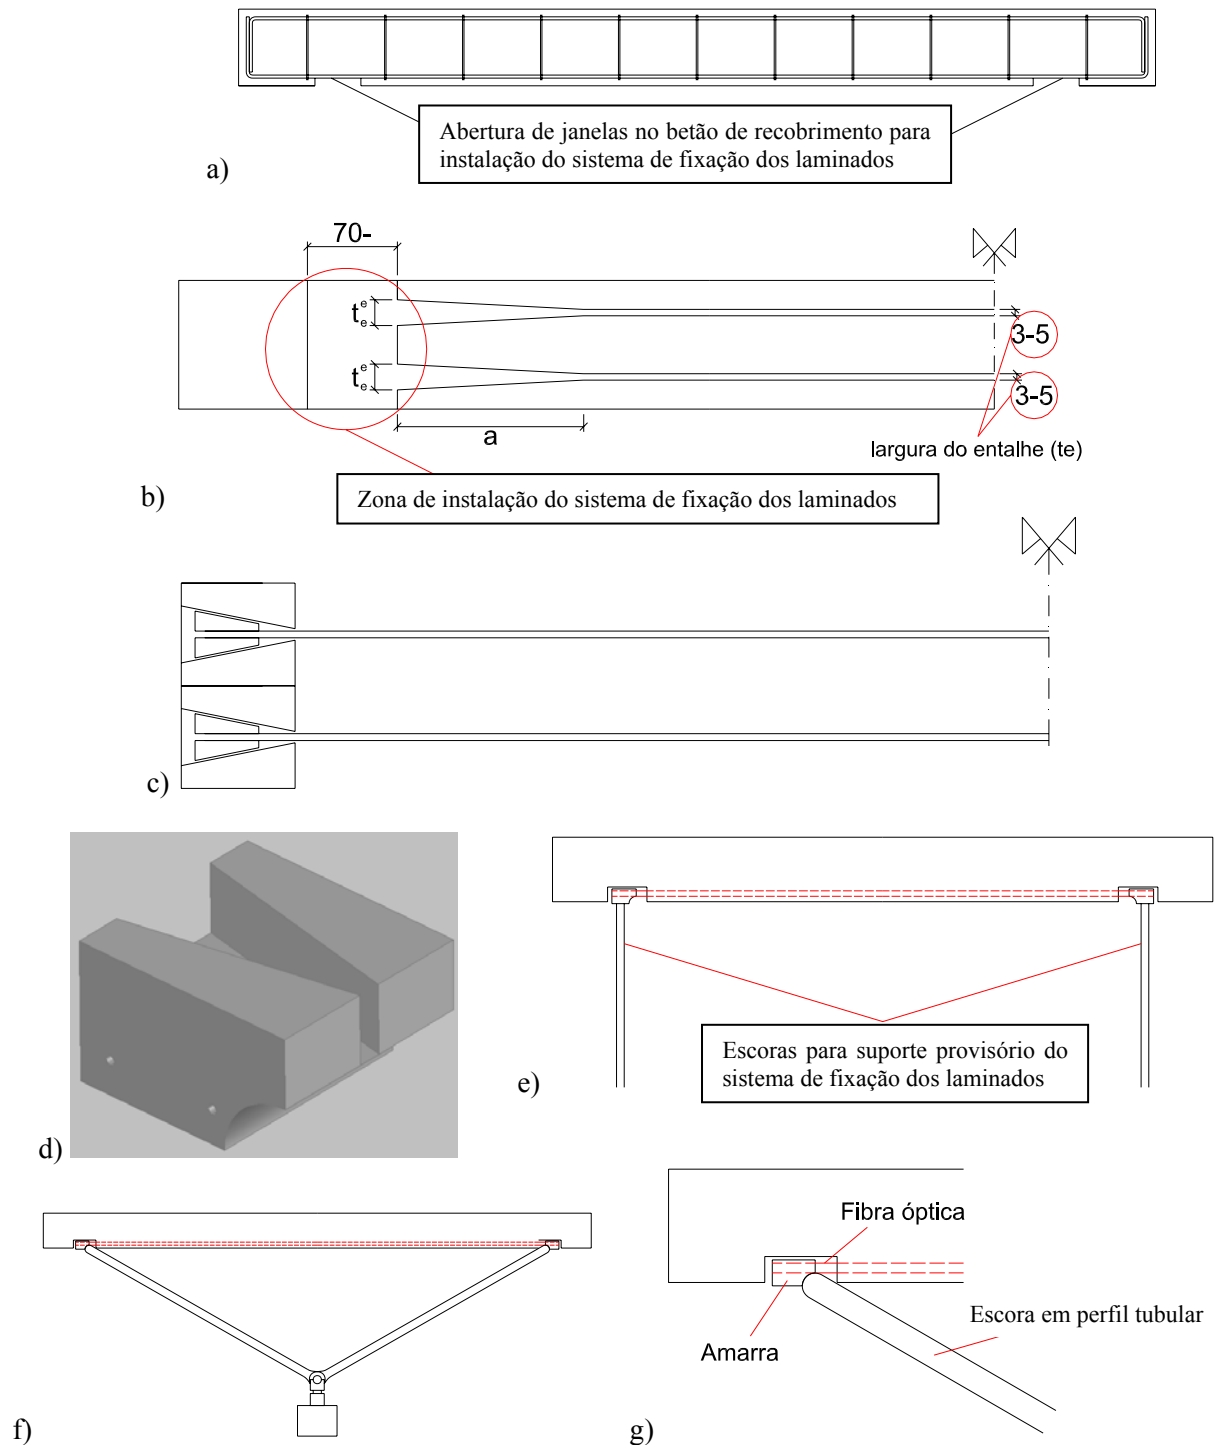 Abertura de janelas no betão de recobrimento para
instalação do sistema de fixação dos laminados
a)
70-
t e e
t e e
3-5
3-5
a
largura do entalhe (te)
b)
Zona de instalação do sistema de fixação dos laminados
c)
d)
e)
Escoras para suporte provisório do
sistema de fixação dos laminados
f)
g)
Fibra óptica
Escora em perfil tubular
Amarra